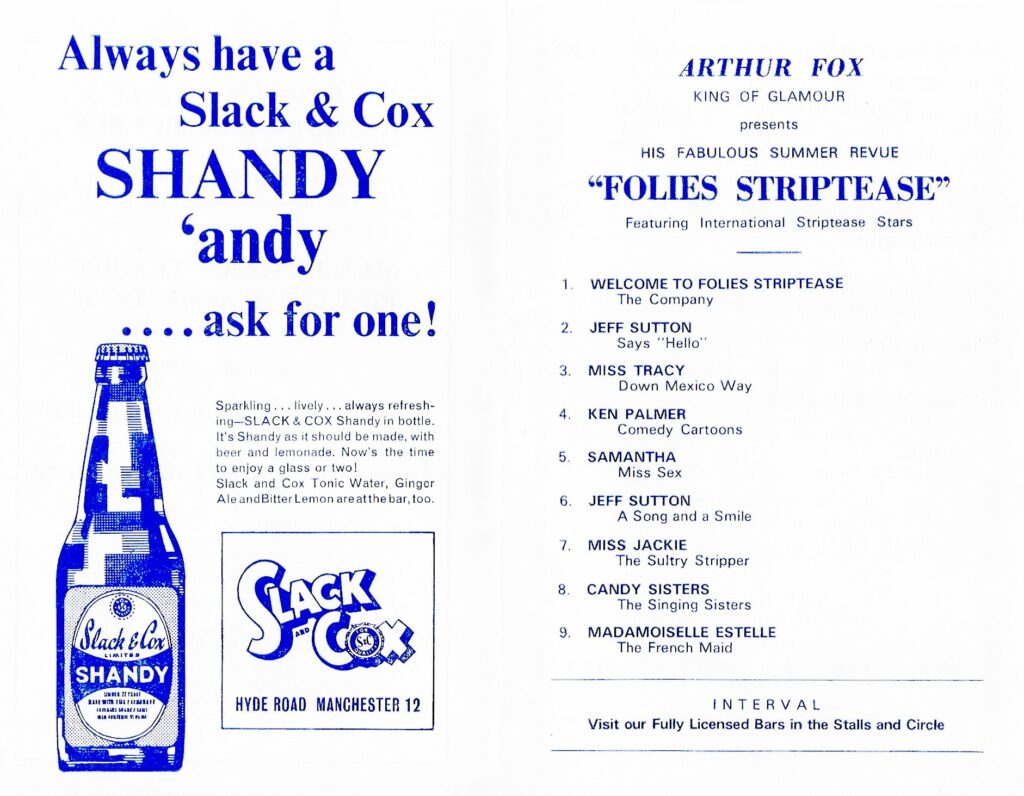 Always have a
Slack & Cox
SHANDY
‘andy
....ask for one!
Sparkling . . . lively . . . always refresh-
ing—SLACK & COX Shandy in bottle.
It's Shandy as it should be made, with
beer and lemonade. Now's the time
to enjoy a glass or two!
Slack and Cox Tonic Water, Ginger
Ale and Bitter Lemon are at the bar, too.
Slack & Cox
LIMITED
SHANDY
SLACK
AND COX
S&C
HYDE ROAD MANCHESTER 12
ARTHUR FOX
KING OF GLAMOUR
presents
HIS FABULOUS SUMMER REVUE
“FOLIES STRIPTEASE”
Featuring International Striptease Stars
1. WELCOME TO FOLIES STRIPTEASE
The Company
2. JEFF SUTTON
Says "Hello"
3. MISS TRACY
Down Mexico Way
4. KEN PALMER
Comedy Cartoons
5. SAMANTHA
Miss Sex
6. JEFF SUTTON
A Song and a Smile
7. MISS JACKIE
The Sultry Stripper
8. CANDY SISTERS
The Singing Sisters
9. MADAMOISELLE ESTELLE
The French Maid
INTERVAL
Visit our Fully Licensed Bars in the Stalls and Circle